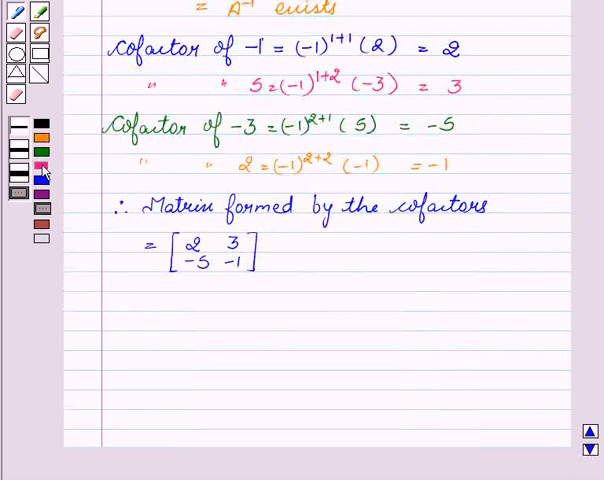 = A⁻¹ exists
Cofactor of -1 = (-1)¹⁺¹ (2) = 2
" " 5 = (-1)¹⁺² (-3) = 3
Cofactor of -3 = (-1)²⁺¹ (5) = -5
" " 2 = (-1)²⁺² (-1) = -1
∴ Matrix formed by the cofactors
= [ 2 3
-5 -1 ]